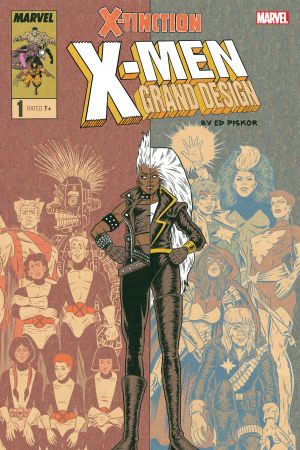 MARVEL
1 RATED T+
X-TINCTION
X-MEN
GRAND DESIGN
BY ED PISKOR
MARVEL